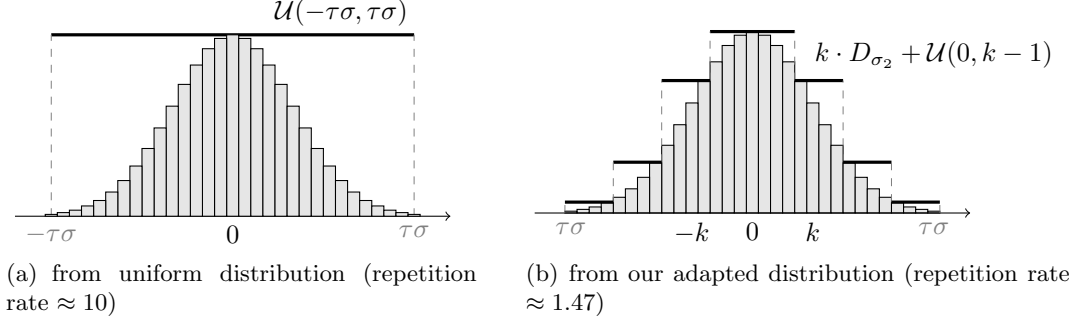 𝒰(−τσ, τσ)
−τσ
0
τσ
(a) from uniform distribution (repetition
rate ≈ 10)
k · D_{σ₂} + 𝒰(0, k − 1)
τσ
−k
0
k
τσ
(b) from our adapted distribution (repetition rate
≈ 1.47)